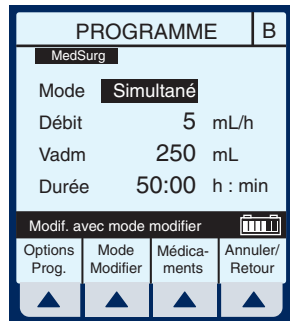 PROGRAMME B
MedSurg
Mode Simultané
Débit 5 mL/h
Vadm 250 mL
Durée 50:00 h : min
Modif. avec mode modifier
Options Mode Médica- Annuler/
Prog. Modifier ments Retour